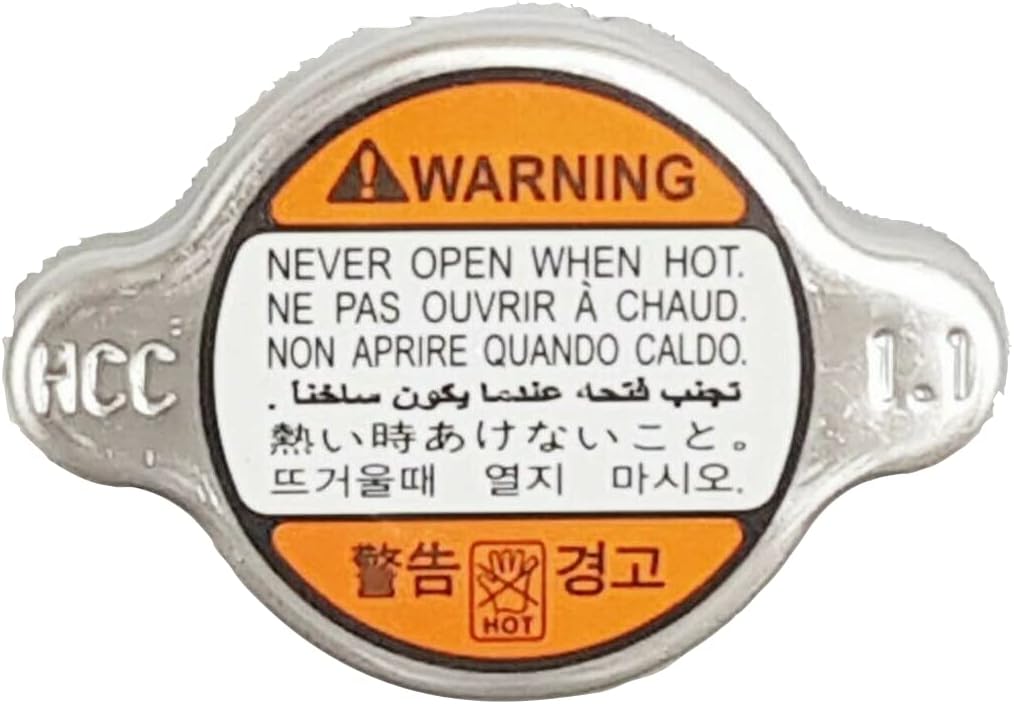 WARNING
NEVER OPEN WHEN HOT.
NE PAS OUVRIR À CHAUD.
NON APRIRE QUANDO CALDO.
تجنب فتحه عندما يكون ساخناً .
HCC
1.1
熱い時あけないこと。
뜨거울때 열지 마시오.
警告
경고
HOT